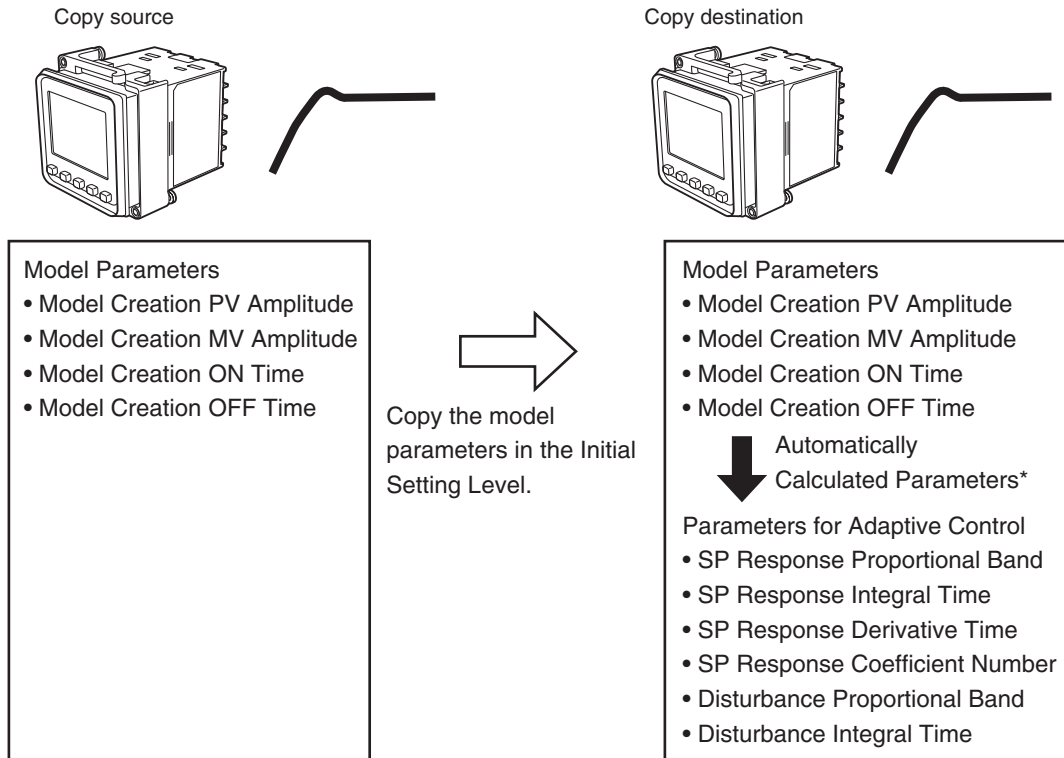 Copy source
Copy destination
Model Parameters
• Model Creation PV Amplitude
• Model Creation MV Amplitude
• Model Creation ON Time
• Model Creation OFF Time
Copy the model
parameters in the Initial
Setting Level.
Model Parameters
• Model Creation PV Amplitude
• Model Creation MV Amplitude
• Model Creation ON Time
• Model Creation OFF Time
Automatically
Calculated Parameters*
Parameters for Adaptive Control
• SP Response Proportional Band
• SP Response Integral Time
• SP Response Derivative Time
• SP Response Coefficient Number
• Disturbance Proportional Band
• Disturbance Integral Time